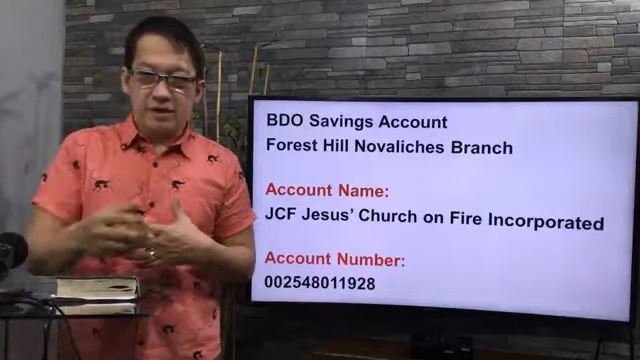 BDO Savings Account
Forest Hill Novaliches Branch
Account Name:
JCF Jesus’ Church on Fire Incorporated
Account Number:
002548011928